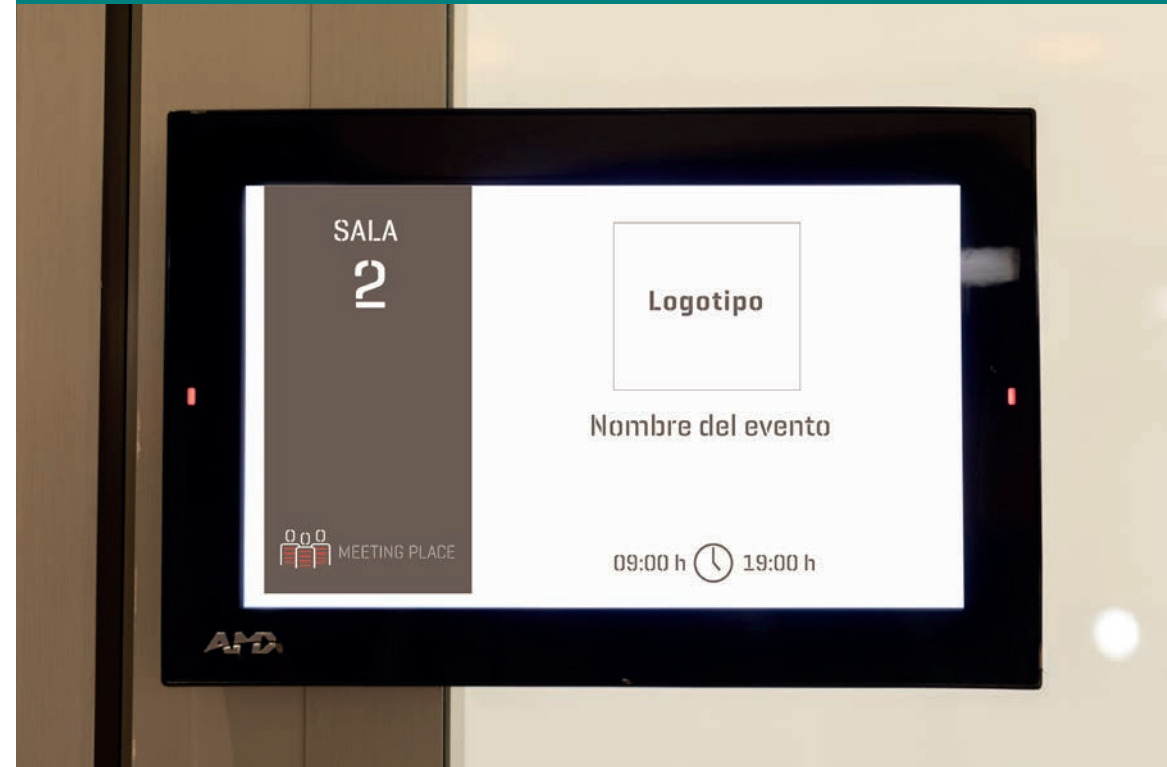 SALA
2
Logotipo
Nombre del evento
MEETING PLACE
09:00 h 19:00 h
AMX